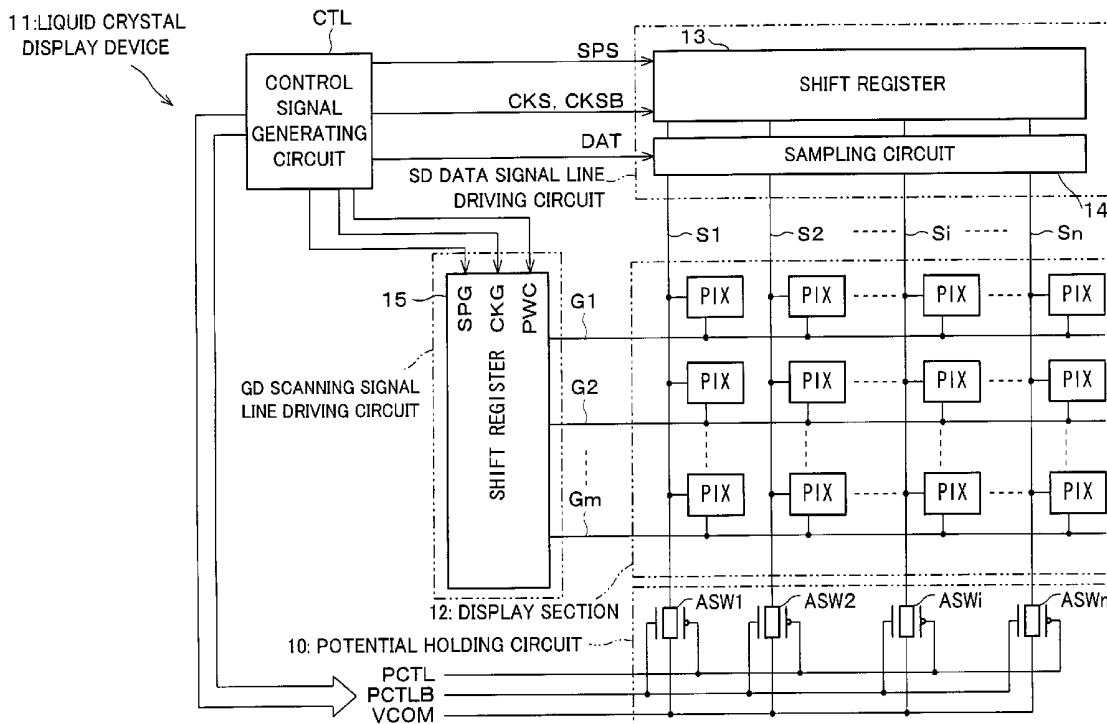 11:LIQUID CRYSTAL
DISPLAY DEVICE
CTL
CONTROL
SIGNAL
GENERATING
CIRCUIT
SPS
CKS, CKSB
DAT
13
SHIFT REGISTER
SAMPLING CIRCUIT
14
SD DATA SIGNAL LINE
DRIVING CIRCUIT
S1
S2
Si
Sn
15
SPG
CKG
PWC
SHIFT REGISTER
GD SCANNING SIGNAL
LINE DRIVING CIRCUIT
G1
PIX
PIX
PIX
PIX
G2
PIX
PIX
PIX
PIX
Gm
PIX
PIX
PIX
PIX
12: DISPLAY SECTION
ASW1
ASW2
ASWi
ASWn
10: POTENTIAL HOLDING CIRCUIT
PCTL
PCTLB
VCOM